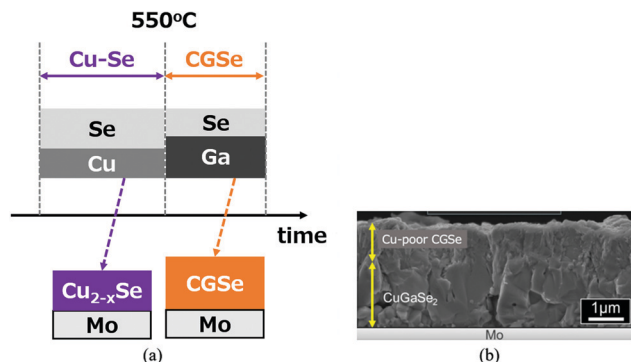 550°C
Cu-Se
CGSe
Se
Se
Cu
Ga
time
Cu2-xSe
CGSe
Mo
Mo
(a)
Cu-poor CGSe
CuGaSe2
1μm
Mo
(b)